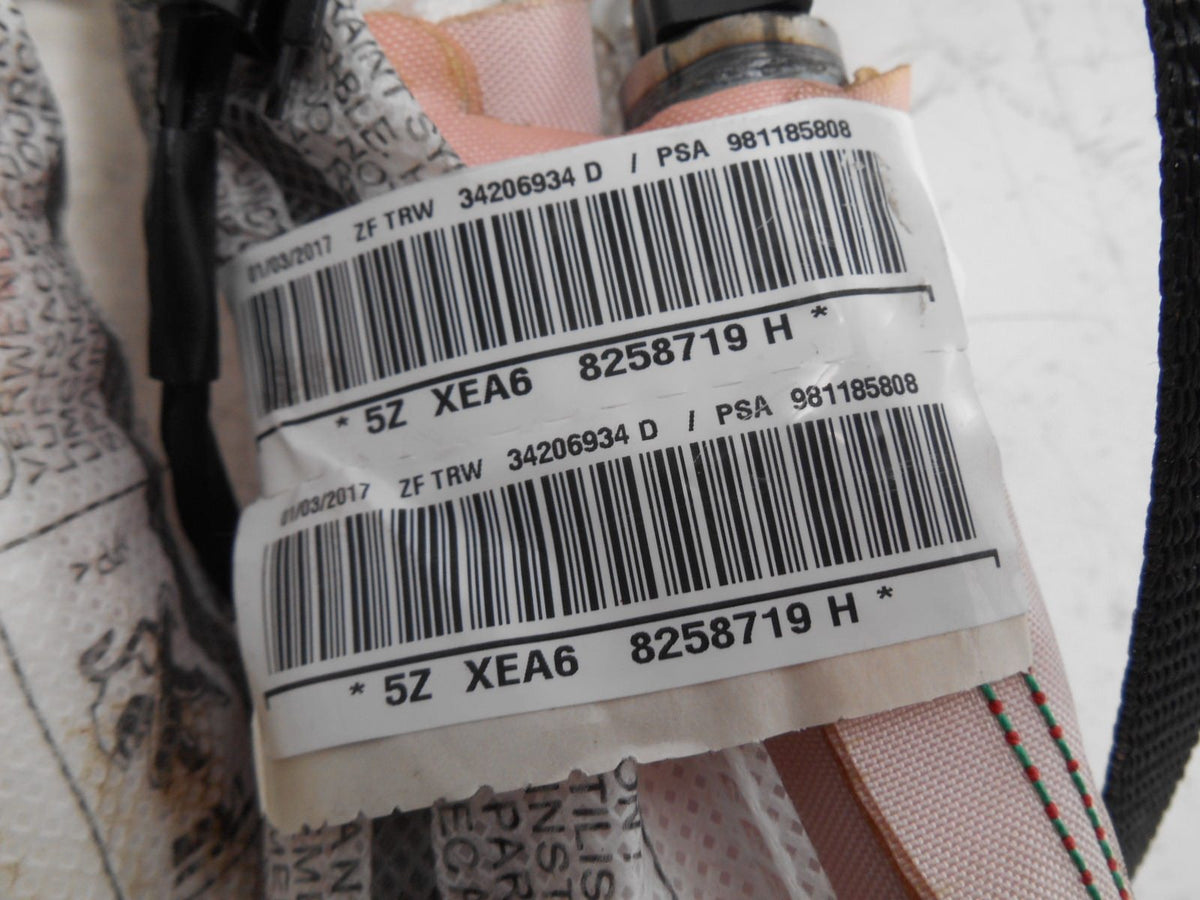 01/03/2017 ZF TRW 34206934 D / PSA 981185808
* 5Z XEA6 8258719 H *
01/03/2017 ZF TRW 34206934 D / PSA 981185808
* 5Z XEA6 8258719 H *